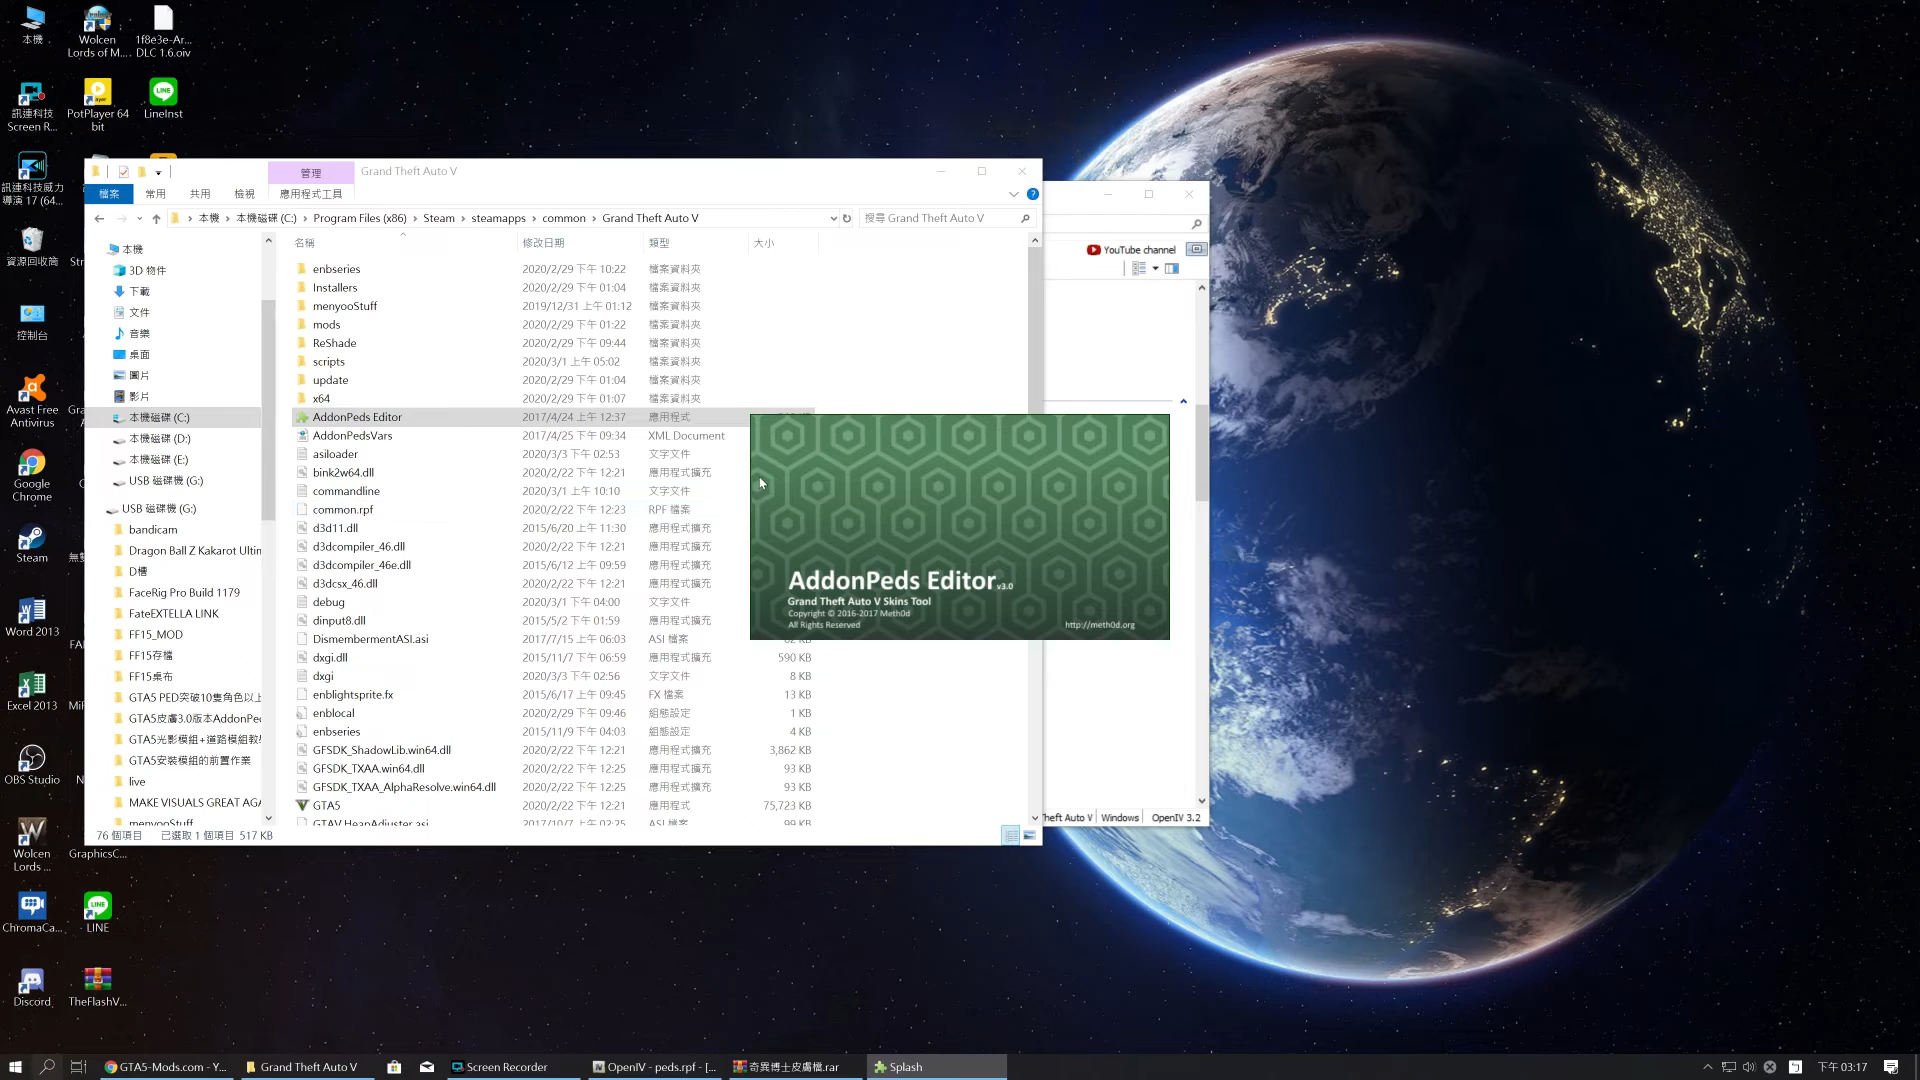 本機
Wolcen
Lords of M...
1f8e3e-Ar...
DLC 1.6.oiv
訊連科技
Screen R...
PotPlayer 64
bit
LineInst
訊連科技威力
導演 17 (64...
資源回收筒
控制台
Avast Free
Antivirus
Google
Chrome
Steam
Word 2013
Excel 2013
OBS Studio
Wolcen
Lords ...
GraphicsC...
ChromaCa...
LINE
Discord
TheFlashV...
管理
Grand Theft Auto V
檔案
常用
共用
檢視
應用程式工具
本機 > 本機磁碟 (C:) > Program Files (x86) > Steam > steamapps > common > Grand Theft Auto V
搜尋 Grand Theft Auto V
本機
3D 物件
下載
文件
音樂
桌面
圖片
影片
本機磁碟 (C:)
本機磁碟 (D:)
本機磁碟 (E:)
USB 磁碟機 (G:)
USB 磁碟機 (G:)
bandicam
Dragon Ball Z Kakarot Ultin
D槽
FaceRig Pro Build 1179
FateEXTELLA LINK
FF15_MOD
FF15存檔
FF15桌布
GTA5 PED突破10隻角色以上
GTA5皮膚3.0版本AddonPed
GTA5光影模組+道路模組教
GTA5安裝模組的前置作業
live
MAKE VISUALS GREAT AGA
menyooStuff
名稱 修改日期 類型 大小
enbseries 2020/2/29 下午 10:22 檔案資料夾
Installers 2020/2/29 下午 01:04 檔案資料夾
menyooStuff 2019/12/31 上午 01:12 檔案資料夾
mods 2020/2/29 下午 01:22 檔案資料夾
ReShade 2020/2/29 下午 09:44 檔案資料夾
scripts 2020/3/1 上午 05:02 檔案資料夾
update 2020/2/29 下午 01:04 檔案資料夾
x64 2020/2/29 下午 01:07 檔案資料夾
AddonPeds Editor 2017/4/24 上午 12:37 應用程式
AddonPedsVars 2017/4/25 上午 09:34 XML Document
asiloader 2020/3/3 下午 02:53 文字文件
bink2w64.dll 2020/2/22 下午 12:21 應用程式擴充
commandline 2020/3/1 上午 10:10 文字文件
common.rpf 2020/2/22 下午 12:23 RPF 檔案
d3d11.dll 2015/6/20 上午 11:30 應用程式擴充
d3dcompiler_46.dll 2020/2/22 下午 12:21 應用程式擴充
d3dcompiler_46e.dll 2015/6/12 上午 09:59 應用程式擴充
d3dcsx_46.dll 2020/2/22 下午 12:21 應用程式擴充
debug 2020/3/1 下午 04:00 文字文件
dinput8.dll 2015/5/2 下午 01:59 應用程式擴充
DismembermentASI.asi 2017/7/15 上午 06:03 ASI 檔案 62 KB
dxgi.dll 2015/11/7 下午 06:59 應用程式擴充 590 KB
dxgi 2020/3/3 下午 02:56 文字文件 8 KB
enblightsprite.fx 2015/6/17 上午 09:45 FX 檔案 13 KB
enblocal 2020/2/29 下午 09:46 組態設定 1 KB
enbseries 2015/11/9 下午 04:03 組態設定 4 KB
GFSDK_ShadowLib.win64.dll 2020/2/22 下午 12:21 應用程式擴充 3,862 KB
GFSDK_TXAA.win64.dll 2020/2/22 下午 12:25 應用程式擴充 93 KB
GFSDK_TXAA_AlphaResolve.win64.dll 2020/2/22 下午 12:25 應用程式擴充 93 KB
GTA5 2020/2/22 下午 12:21 應用程式 75,723 KB
GTAV.HeapAdjuster.asi 2017/10/7 上午 02:25 ASI 檔案 99 KB
76 個項目 已選取 1 個項目 517 KB
AddonPeds Editor v3.0
Grand Theft Auto V Skins Tool
Copyright © 2016-2017 Meth0d
All Rights Reserved
http://meth0d.org
YouTube channel
heft Auto V
Windows
OpenIV 3.2
GTA5-Mods.com - Y...
Grand Theft Auto V
Screen Recorder
OpenIV - peds.rpf - [...
奇異博士皮膚檔.rar
Splash
下午 03:17